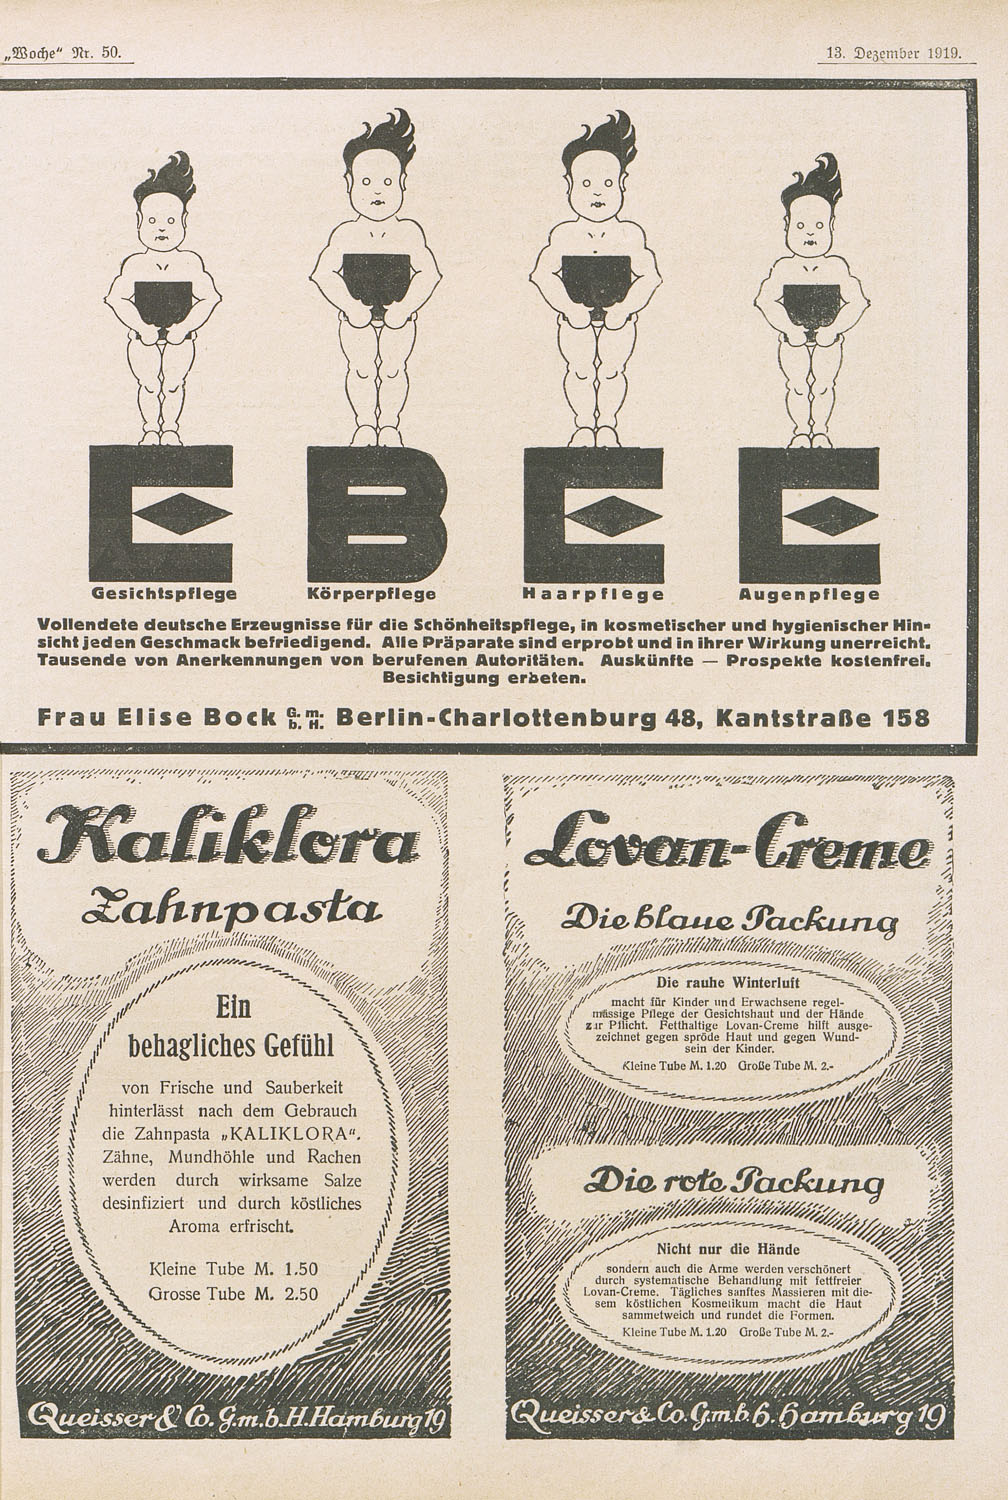 „Woche“ Nr. 50.
13. Dezember 1919.
E B E E
Gesichtspflege Körperpflege Haarpflege Augenpflege
Vollendete deutsche Erzeugnisse für die Schönheitspflege, in kosmetischer und hygienischer Hin-
sicht jeden Geschmack befriedigend. Alle Präparate sind erprobt und in ihrer Wirkung unerreicht.
Tausende von Anerkennungen von berufenen Autoritäten. Auskünfte — Prospekte kostenfrei.
Besichtigung erbeten.
Frau Elise Bock G. m. b. H. Berlin-Charlottenburg 48, Kantstraße 158
Kaliklora
Zahnpasta
Ein
behagliches Gefühl
von Frische und Sauberkeit
hinterlässt nach dem Gebrauch
die Zahnpasta „KALIKLORA“.
Zähne, Mundhöhle und Rachen
werden durch wirksame Salze
desinfiziert und durch köstliches
Aroma erfrischt.
Kleine Tube M. 1.50
Grosse Tube M. 2.50
Queisser & Co. G.m.b.H. Hamburg 19
Lovan-Creme
Die blaue Packung
Die rauhe Winterluft
macht für Kinder und Erwachsene regel-
mässige Pflege der Gesichtshaut und der Hände
zur Pflicht. Fetthaltige Lovan-Creme hilft ausge-
zeichnet gegen spröde Haut und gegen Wund-
sein der Kinder.
Kleine Tube M. 1.20 Große Tube M. 2.-
Die rote Packung
Nicht nur die Hände
sondern auch die Arme werden verschönert
durch systematische Behandlung mit fettfreier
Lovan-Creme. Tägliches sanftes Massieren mit die-
sem köstlichen Kosmetikum macht die Haut
sammetweich und rundet die Formen.
Kleine Tube M. 1.20 Große Tube M. 2.-
Queisser & Co. G.m.b.H. Hamburg 19